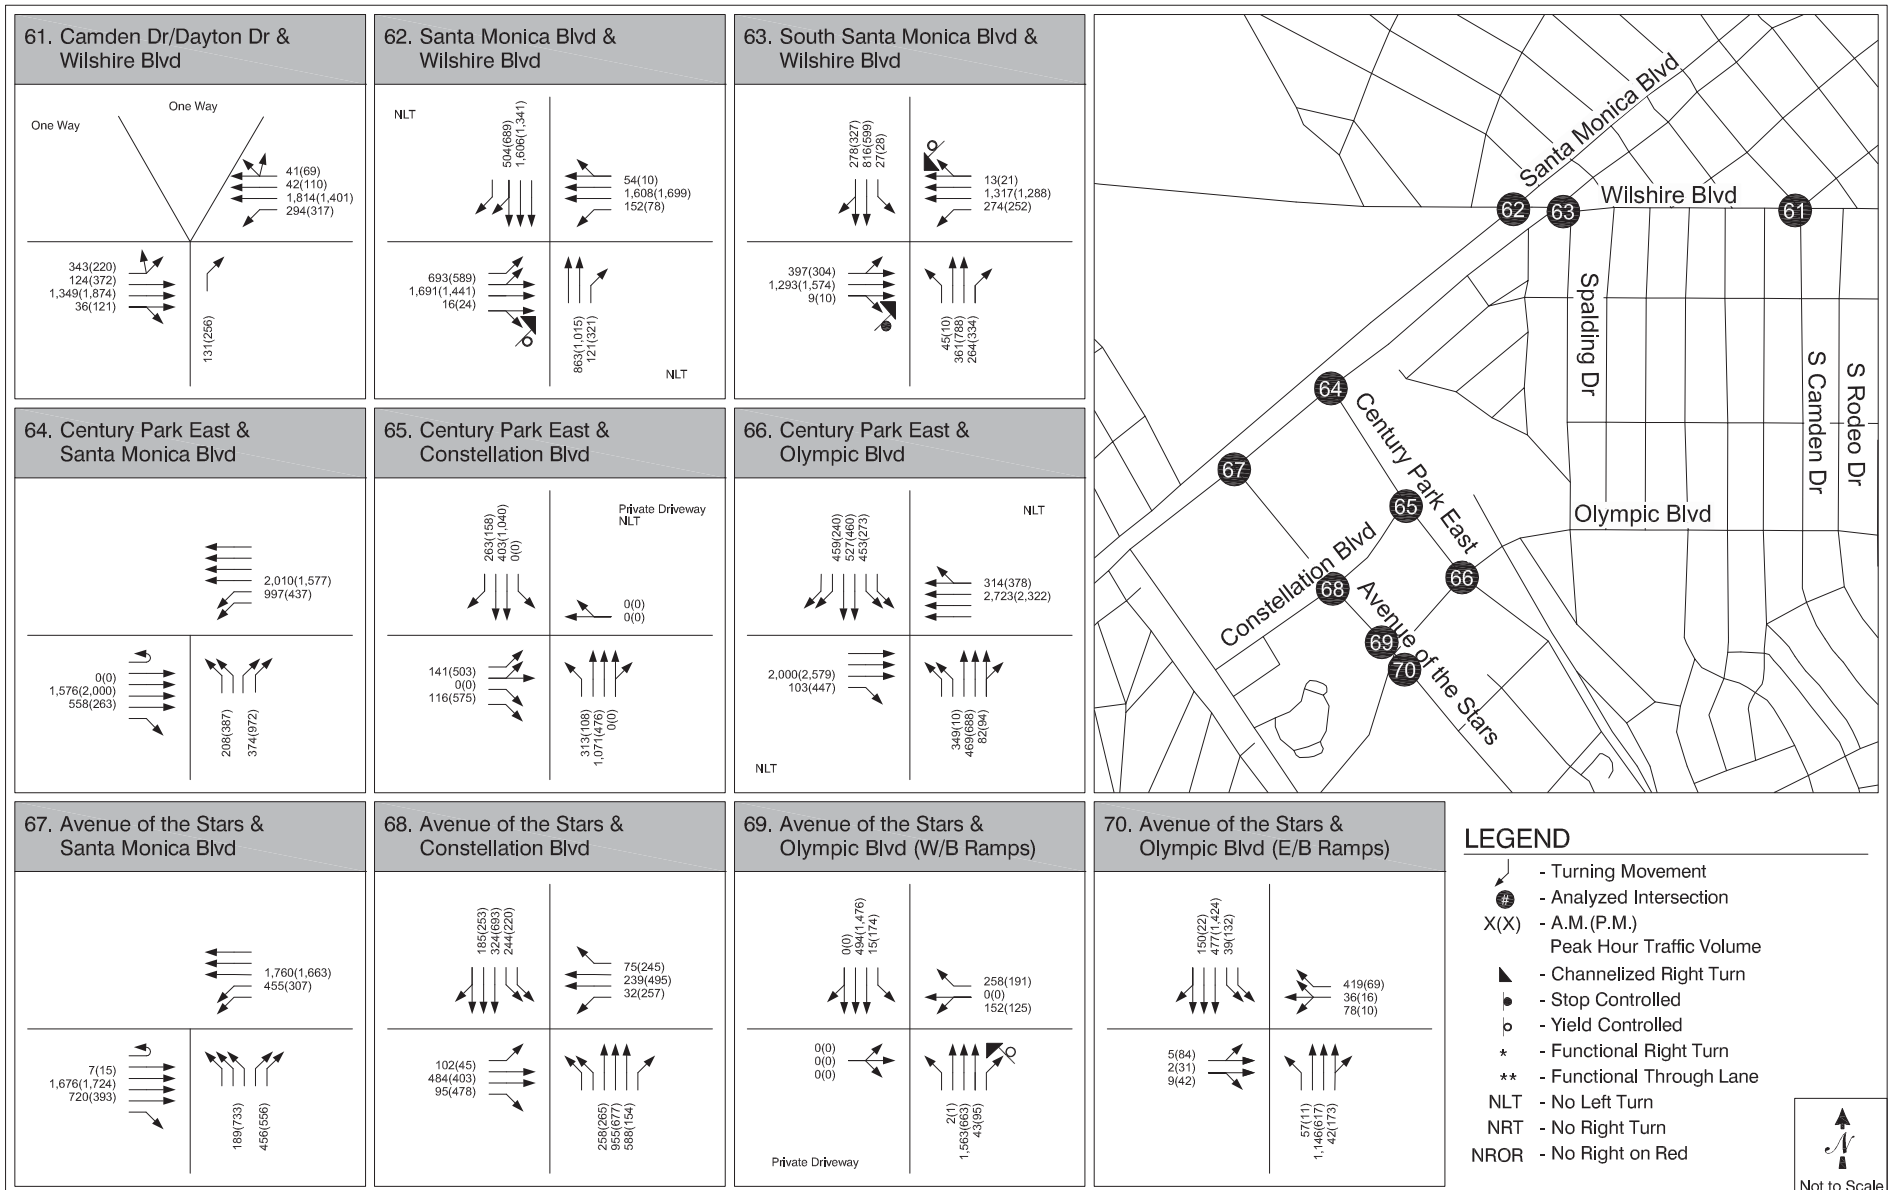 61. Camden Dr/Dayton Dr &
Wilshire Blvd
One Way
One Way
41(69)
42(110)
1,814(1,401)
294(317)
343(220)
124(372)
1,349(1,874)
36(121)
131(256)
62. Santa Monica Blvd &
Wilshire Blvd
NLT
504(689)
1,606(1,341)
54(10)
1,608(1,699)
152(78)
693(589)
1,691(1,441)
16(24)
863(1,015)
121(321)
NLT
63. South Santa Monica Blvd &
Wilshire Blvd
278(327)
816(599)
27(28)
13(21)
1,317(1,288)
274(252)
397(304)
1,293(1,574)
9(10)
45(10)
361(788)
264(334)
64. Century Park East &
Santa Monica Blvd
2,010(1,577)
997(437)
0(0)
1,576(2,000)
558(263)
208(387)
374(972)
65. Century Park East &
Constellation Blvd
Private Driveway
NLT
263(158)
403(1,040)
0(0)
0(0)
0(0)
141(503)
0(0)
116(575)
313(108)
1,071(476)
0(0)
66. Century Park East &
Olympic Blvd
NLT
459(240)
527(460)
453(273)
314(378)
2,723(2,322)
2,000(2,579)
103(447)
349(10)
469(688)
82(94)
NLT
67. Avenue of the Stars &
Santa Monica Blvd
1,760(1,663)
455(307)
7(15)
1,676(1,724)
720(393)
189(733)
456(556)
68. Avenue of the Stars &
Constellation Blvd
185(253)
324(693)
244(220)
75(245)
239(495)
32(257)
102(45)
484(403)
95(478)
258(265)
955(677)
588(154)
69. Avenue of the Stars &
Olympic Blvd (W/B Ramps)
0(0)
494(1,476)
15(174)
258(191)
0(0)
152(125)
0(0)
0(0)
0(0)
2(1)
1,563(663)
43(95)
Private Driveway
70. Avenue of the Stars &
Olympic Blvd (E/B Ramps)
150(22)
477(1,424)
39(132)
419(69)
36(16)
78(10)
5(84)
2(31)
9(42)
57(11)
1,146(617)
42(173)
Santa Monica Blvd
Wilshire Blvd
62
63
61
Spalding Dr
S Camden Dr
S Rodeo Dr
64
Century Park East
67
65
Olympic Blvd
Constellation Blvd
66
68
Avenue of the Stars
69
70
LEGEND
- Turning Movement
# - Analyzed Intersection
X(X) - A.M.(P.M.)
Peak Hour Traffic Volume
- Channelized Right Turn
- Stop Controlled
- Yield Controlled
* - Functional Right Turn
** - Functional Through Lane
NLT - No Left Turn
NRT - No Right Turn
NROR - No Right on Red
N
Not to Scale